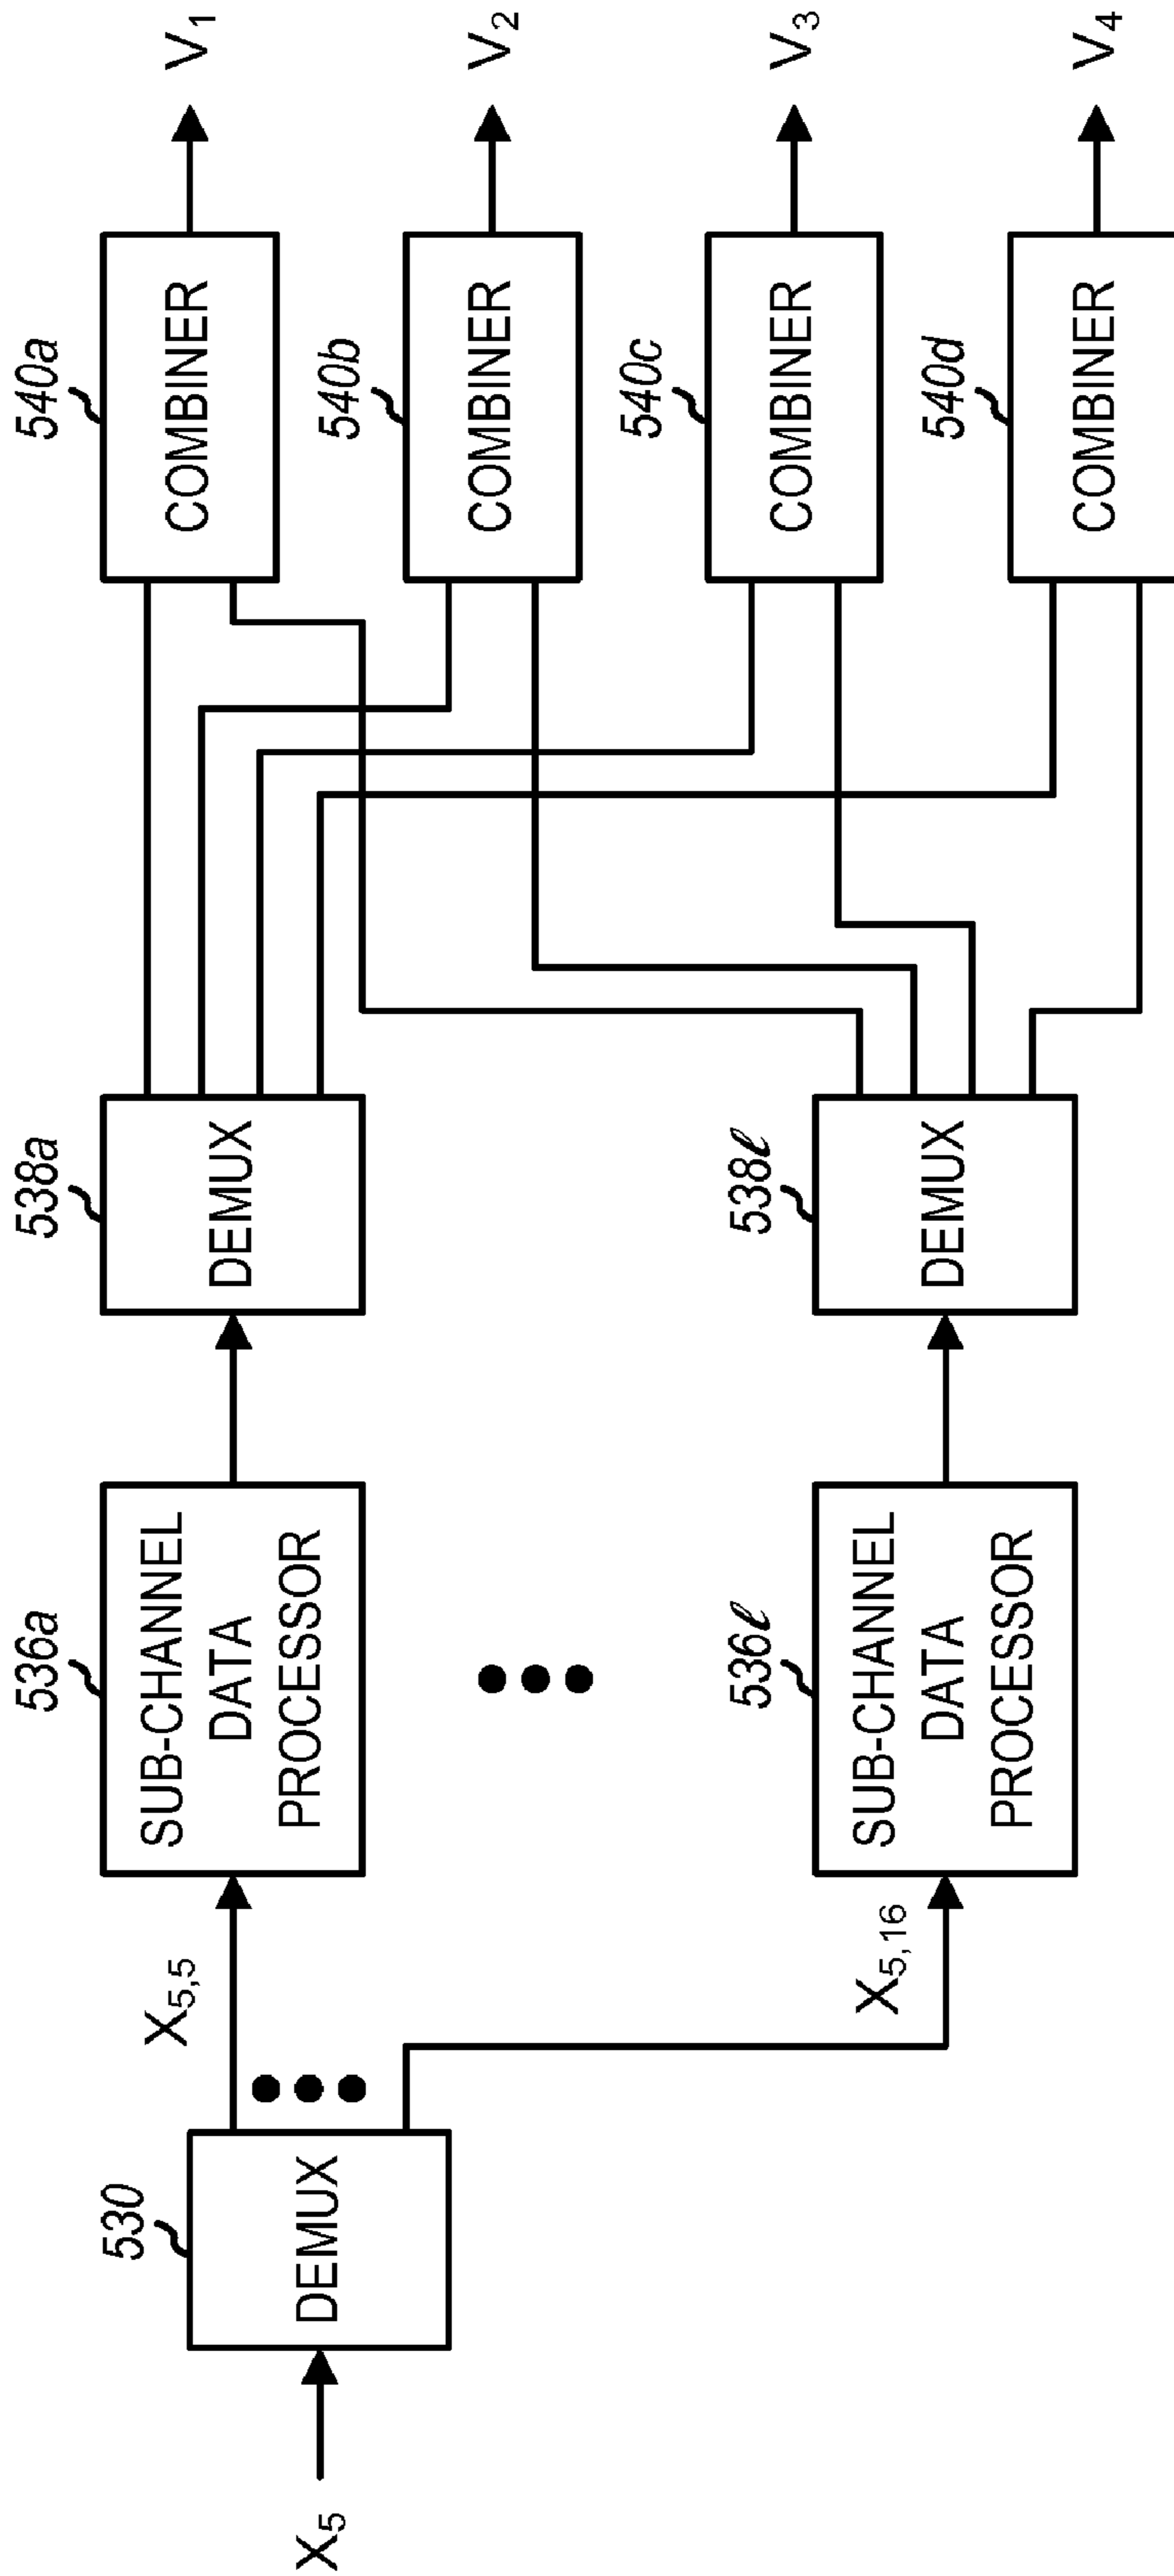 X5
530
DEMUX
X5,5
X5,16
536a
SUB-CHANNEL
DATA
PROCESSOR
536ℓ
SUB-CHANNEL
DATA
PROCESSOR
538a
DEMUX
538ℓ
DEMUX
540a
COMBINER
V1
540b
COMBINER
V2
540c
COMBINER
V3
540d
COMBINER
V4